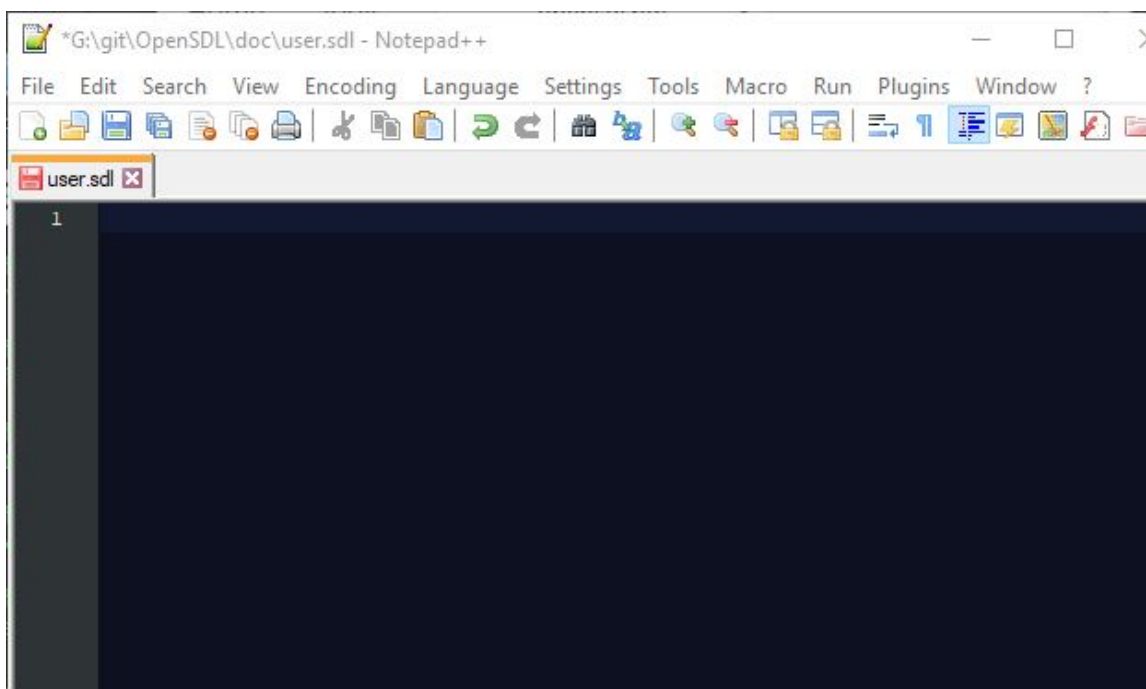 *G:\git\OpenSDL\doc\user.sdl - Notepad++
File Edit Search View Encoding Language Settings Tools Macro Run Plugins Window ?
user.sdl
1